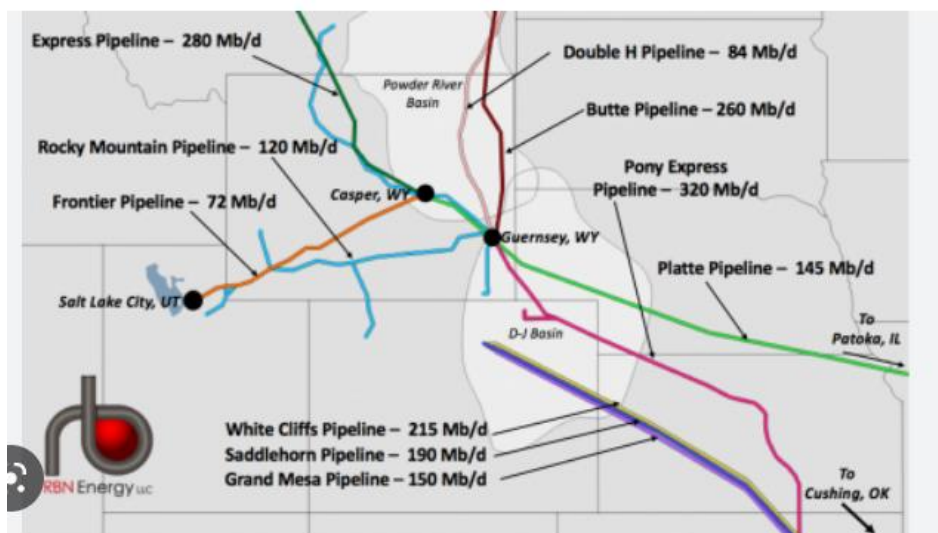 Express Pipeline – 280 Mb/d
Double H Pipeline – 84 Mb/d
Powder River
Basin
Butte Pipeline – 260 Mb/d
Rocky Mountain Pipeline – 120 Mb/d
Pony Express
Pipeline – 320 Mb/d
Casper, WY
Frontier Pipeline – 72 Mb/d
Guernsey, WY
Platte Pipeline – 145 Mb/d
Salt Lake City, UT
To
Patoka, IL
D-J Basin
White Cliffs Pipeline – 215 Mb/d
Saddlehorn Pipeline – 190 Mb/d
Grand Mesa Pipeline – 150 Mb/d
To
Cushing, OK
RBN Energy LLC